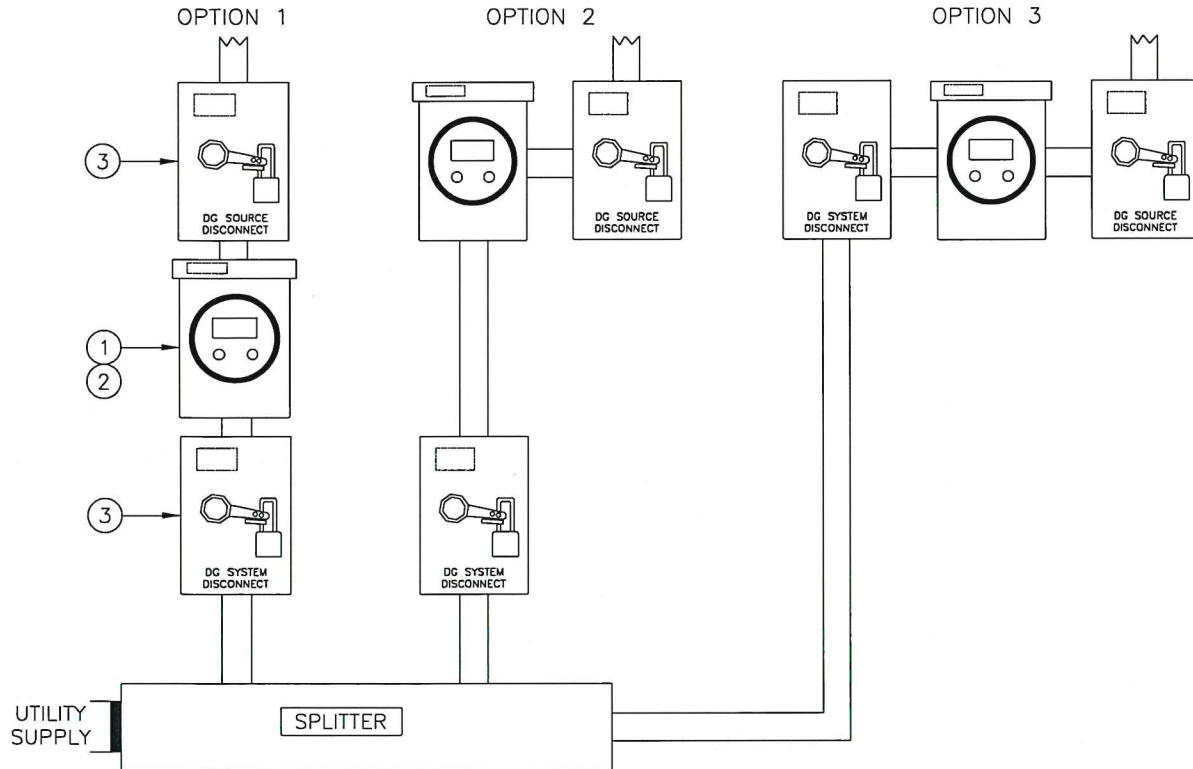 OPTION 1
OPTION 2
OPTION 3
3
DG SOURCE
DISCONNECT
DG SOURCE
DISCONNECT
DG SYSTEM
DISCONNECT
DG SOURCE
DISCONNECT
1
2
3
DG SYSTEM
DISCONNECT
DG SYSTEM
DISCONNECT
UTILITY
SUPPLY
SPLITTER